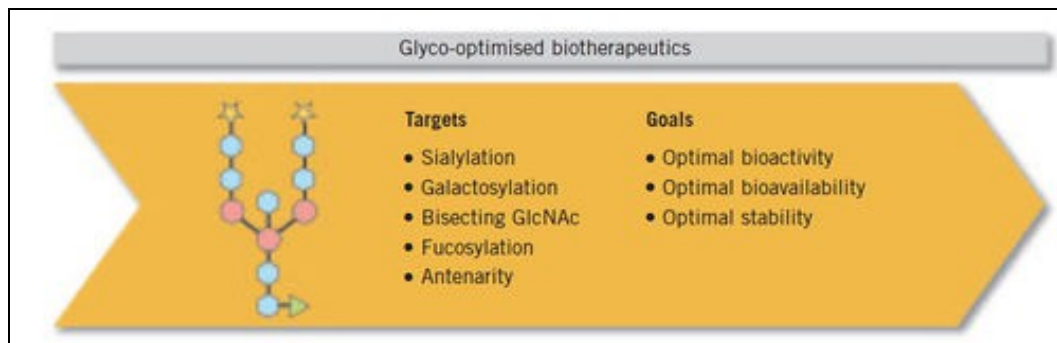 Glyco-optimised biotherapeutics
Targets
• Sialylation
• Galactosylation
• Bisecting GlcNAc
• Fucosylation
• Antenarity
Goals
• Optimal bioactivity
• Optimal bioavailability
• Optimal stability